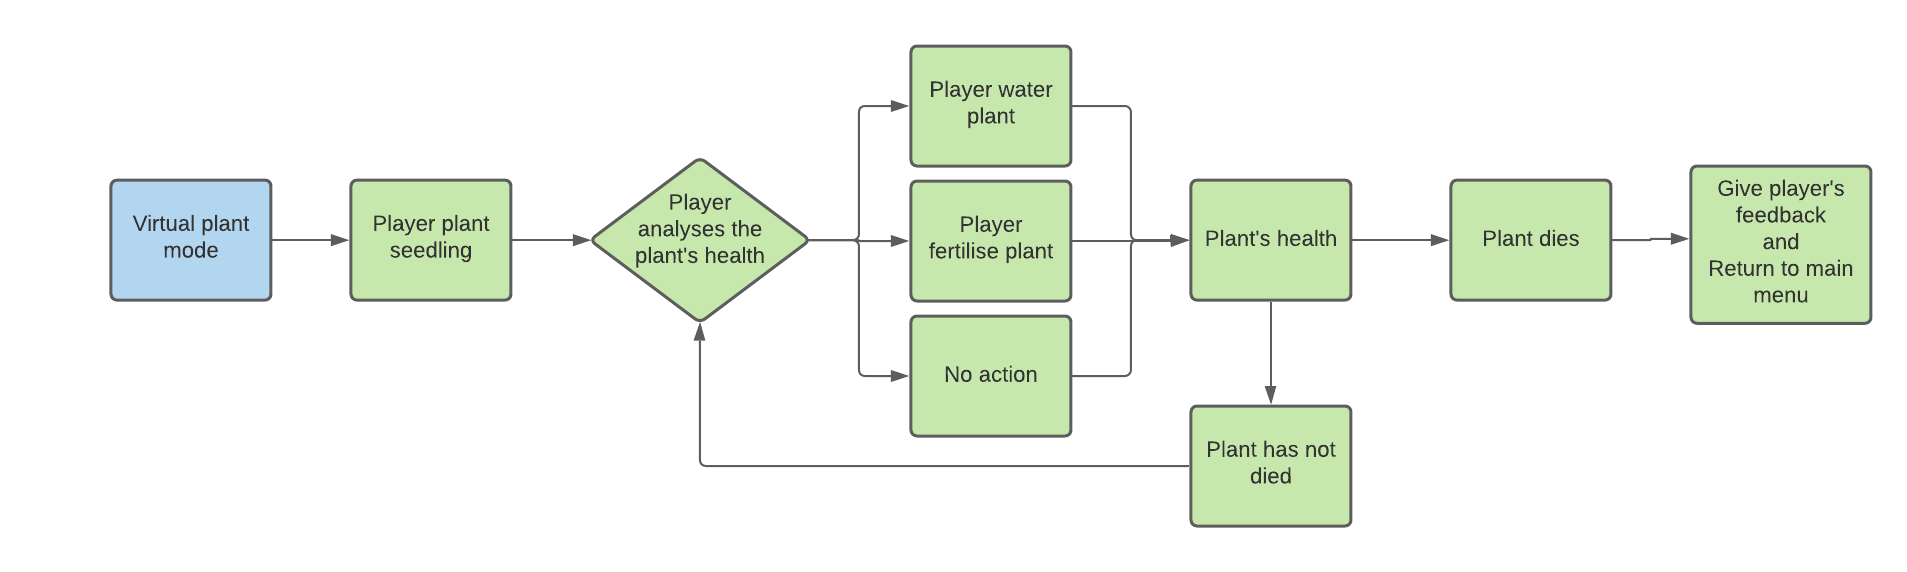 Virtual plant
mode
Player plant
seedling
Player
analyses the
plant's health
Player water
plant
Player
fertilise plant
No action
Plant's health
Plant has not
died
Plant dies
Give player's
feedback
and
Return to main
menu